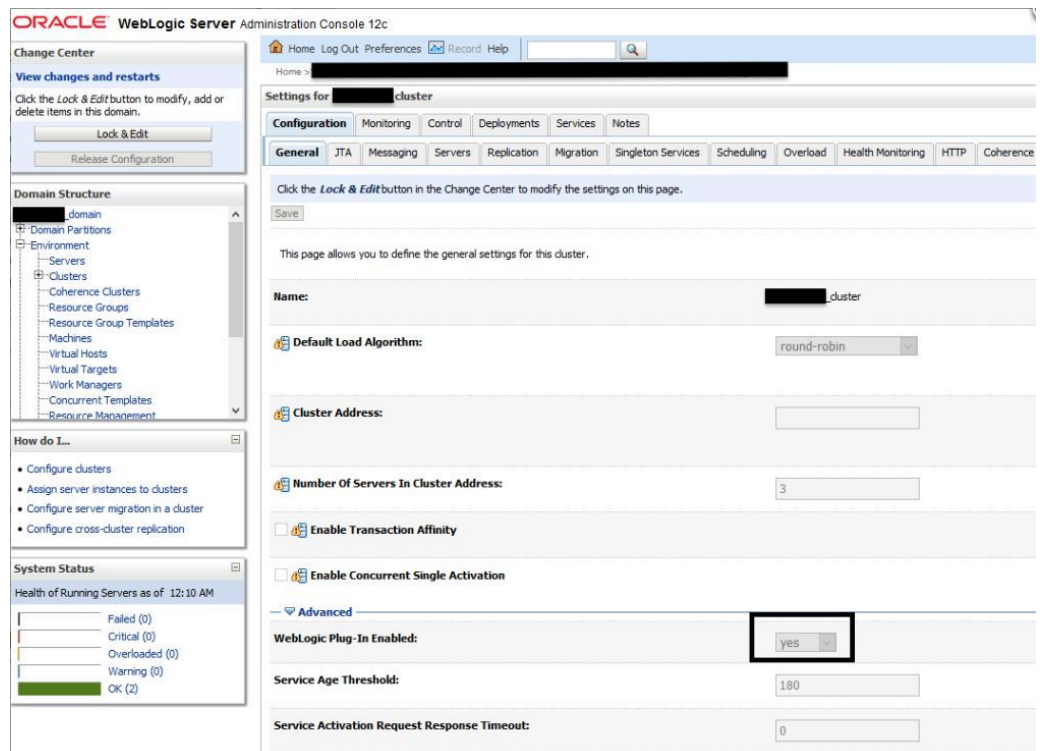 ORACLE WebLogic Server Administration Console 12c
Change Center
View changes and restarts
Click the Lock & Edit button to modify, add or
delete items in this domain.
Lock & Edit
Release Configuration
Domain Structure
_domain
Domain Partitions
Environment
Servers
Clusters
Coherence Clusters
Resource Groups
Resource Group Templates
Machines
Virtual Hosts
Virtual Targets
Work Managers
Concurrent Templates
Resource Management
How do I...
Configure clusters
Assign server instances to clusters
Configure server migration in a cluster
Configure cross-cluster replication
System Status
Health of Running Servers as of 12:10 AM
Failed (0)
Critical (0)
Overloaded (0)
Warning (0)
OK (2)
Home Log Out Preferences Record Help
Home >
Settings for cluster
Configuration Monitoring Control Deployments Services Notes
General JTA Messaging Servers Replication Migration Singleton Services Scheduling Overload Health Monitoring HTTP Coherence
Click the Lock & Edit button in the Change Center to modify the settings on this page.
Save
This page allows you to define the general settings for this cluster.
Name: _cluster
Default Load Algorithm: round-robin
Cluster Address:
Number Of Servers In Cluster Address: 3
Enable Transaction Affinity
Enable Concurrent Single Activation
Advanced
WebLogic Plug-In Enabled: yes
Service Age Threshold: 180
Service Activation Request Response Timeout: 0